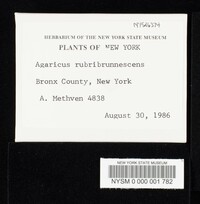 HERBARIUM OF THE NEW YORK STATE MUSEUM
PLANTS OF NEW YORK
Agaricus rubribrunnescens
Bronx County, New York
A. Methven 4838
August 30, 1986
NEW YORK STATE MUSEUM
NYSM 0 000 001 782